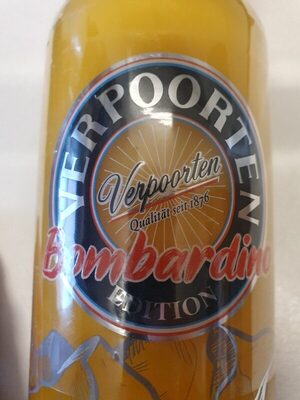 VERPOORTEN
Verpoorten
Qualität seit 1876
Bombardino
EDITION